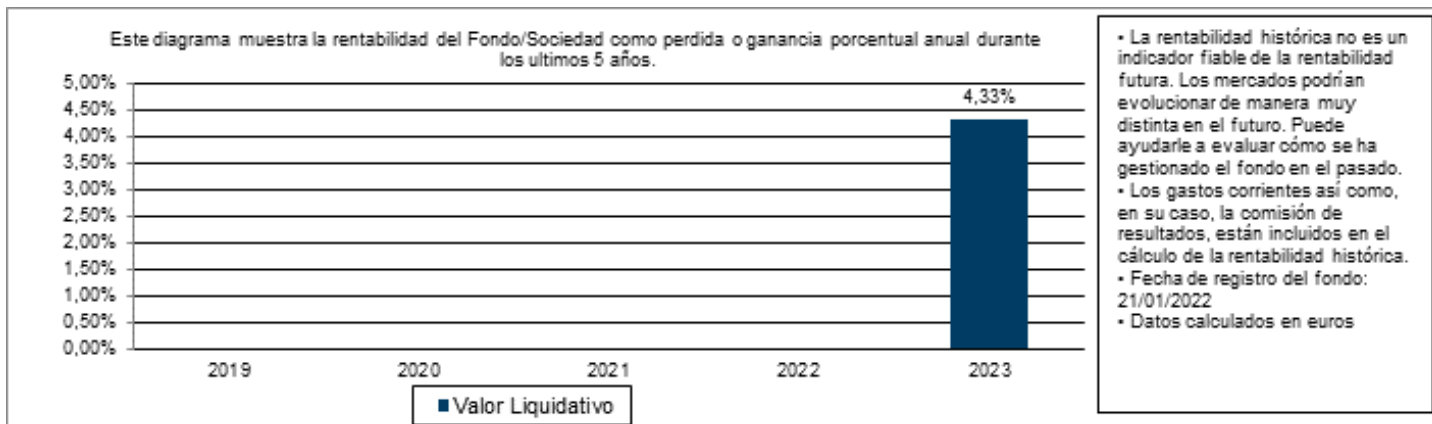 Este diagrama muestra la rentabilidad del Fondo/Sociedad como perdida o ganancia porcentual anual durante
los ultimos 5 años.
5,00%
4,50%
4,00%
3,50%
3,00%
2,50%
2,00%
1,50%
1,00%
0,50%
0,00%
4,33%
2019 2020 2021 2022 2023
Valor Liquidativo
▪ La rentabilidad histórica no es un
indicador fiable de la rentabilidad
futura. Los mercados podrían
evolucionar de manera muy
distinta en el futuro. Puede
ayudarle a evaluar cómo se ha
gestionado el fondo en el pasado.
▪ Los gastos corrientes así como,
en su caso, la comisión de
resultados, están incluidos en el
cálculo de la rentabilidad histórica.
▪ Fecha de registro del fondo:
21/01/2022
▪ Datos calculados en euros